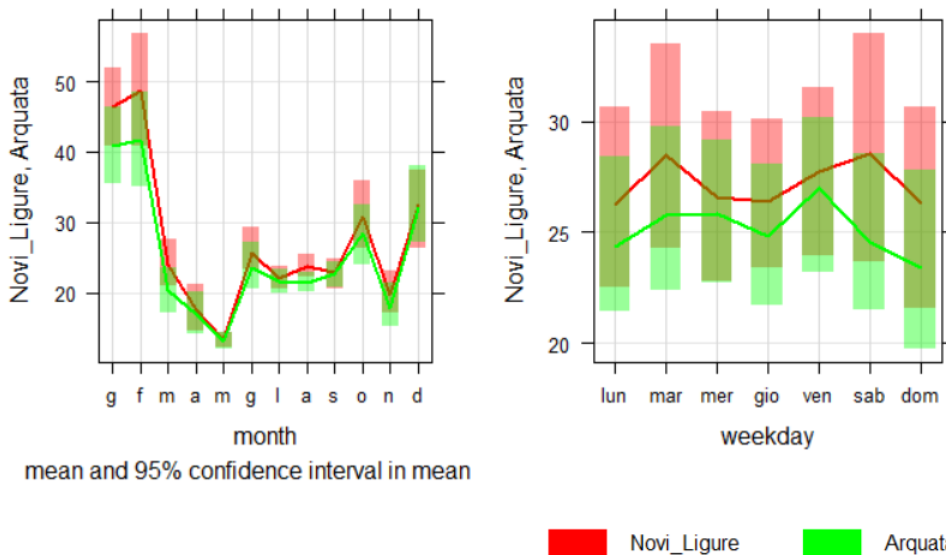 Novi_Ligure, Arquata
50
40
30
20
g f m a m g l a s o n d
month
mean and 95% confidence interval in mean
Novi_Ligure, Arquata
30
25
20
lun mar mer gio ven sab dom
weekday
Novi_Ligure Arquat